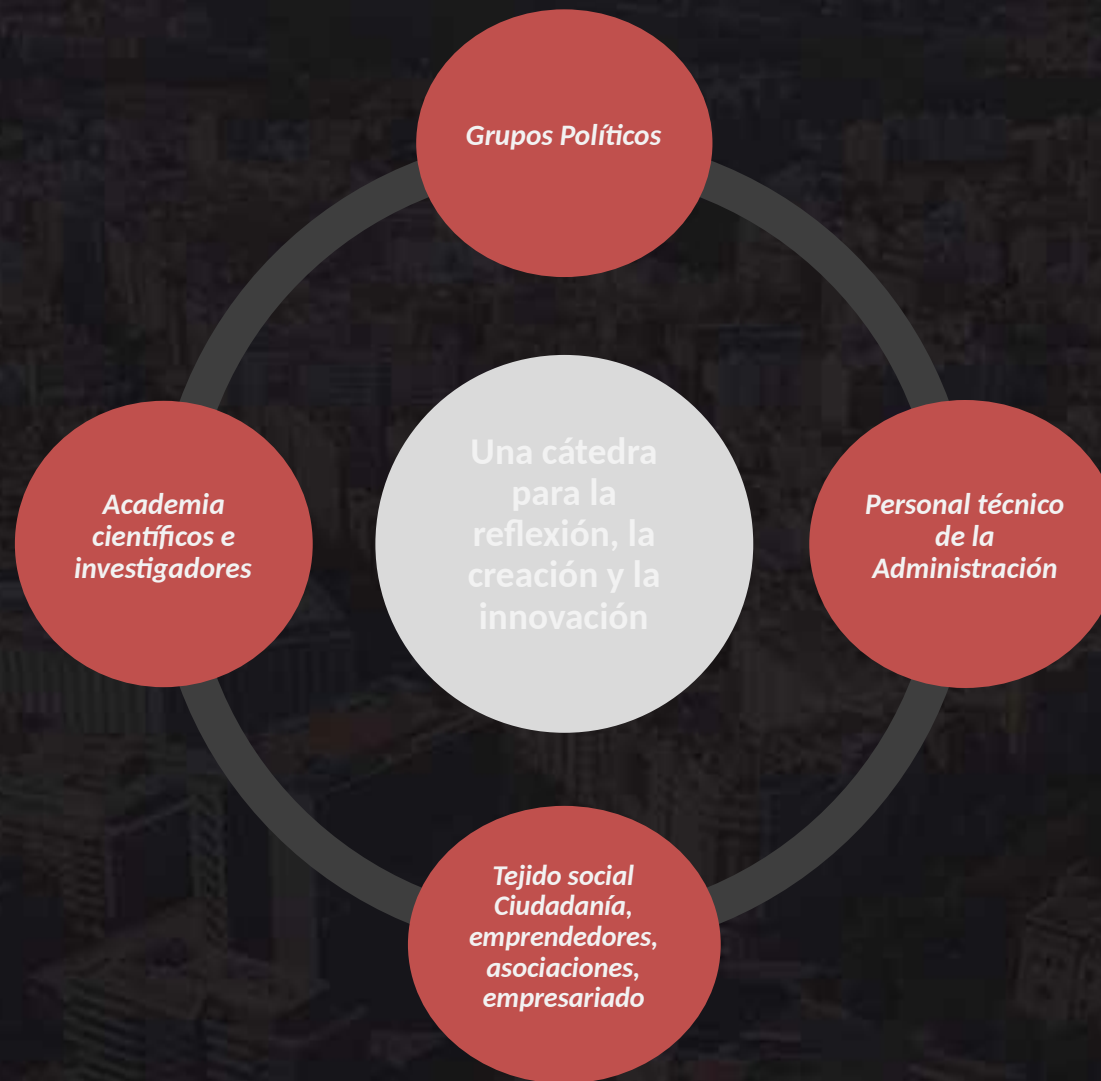 Grupos Políticos
Una cátedra
para la
reflexión, la
creación y la
innovación
Academia
científicos e
investigadores
Personal técnico
de la
Administración
Tejido social
Ciudadanía,
emprendedores,
asociaciones,
empresariado